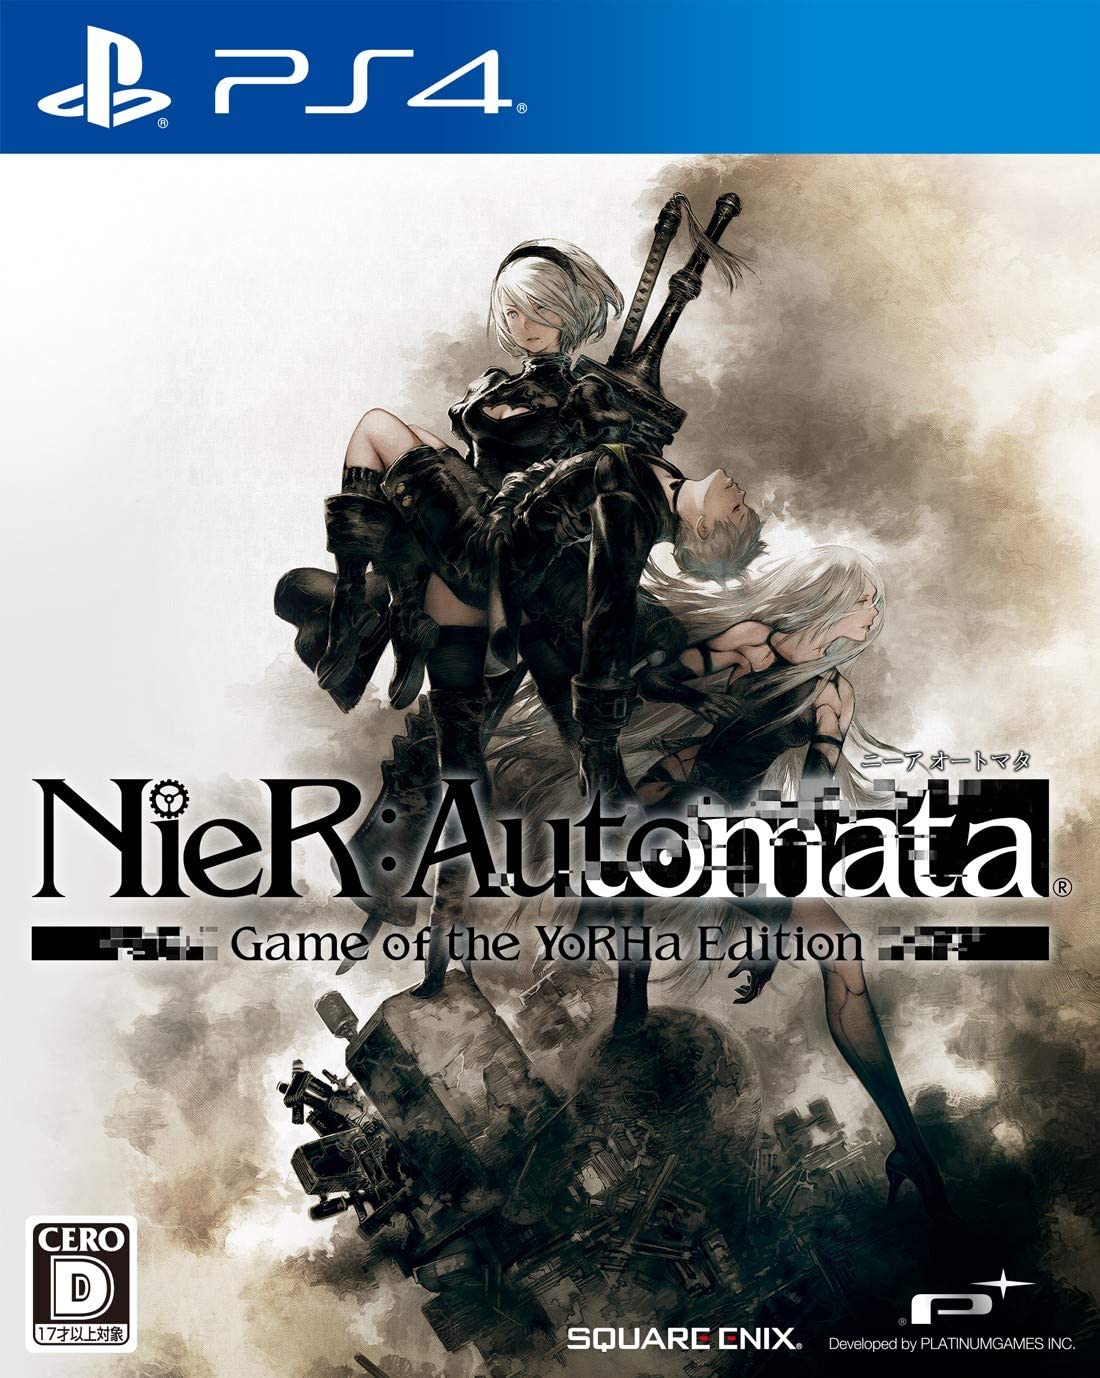 PS4®
ニーア オートマタ
NieR:Automata®
Game of the YoRHa Edition
CERO
D
17才以上対象
SQUARE ENIX®
P
Developed by PLATINUMGAMES INC.